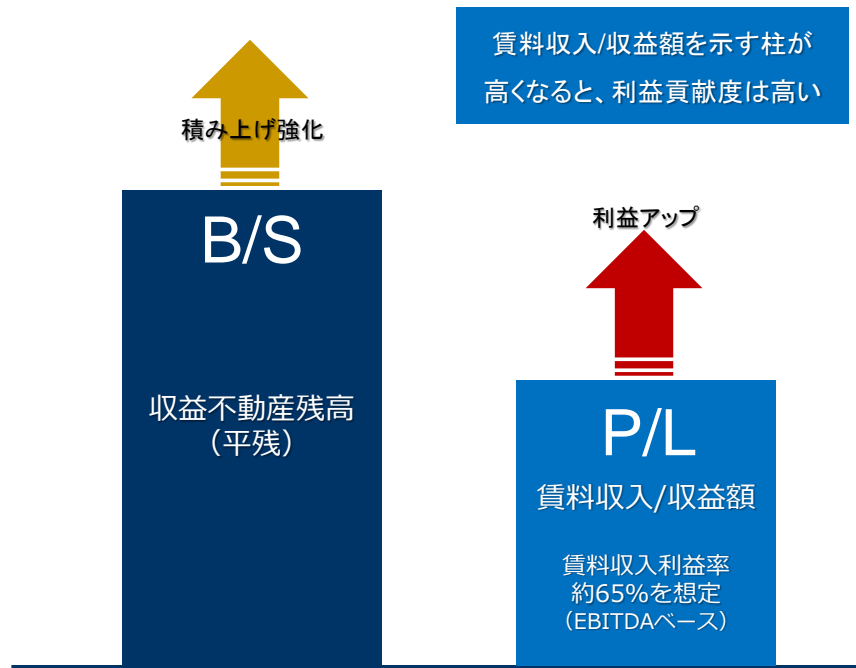 賃料収入/収益額を示す柱が
高くなると、利益貢献度は高い
積み上げ強化
B/S
収益不動産残高
（平残）
利益アップ
P/L
賃料収入/収益額
賃料収入利益率
約65%を想定
（EBITDAベース）